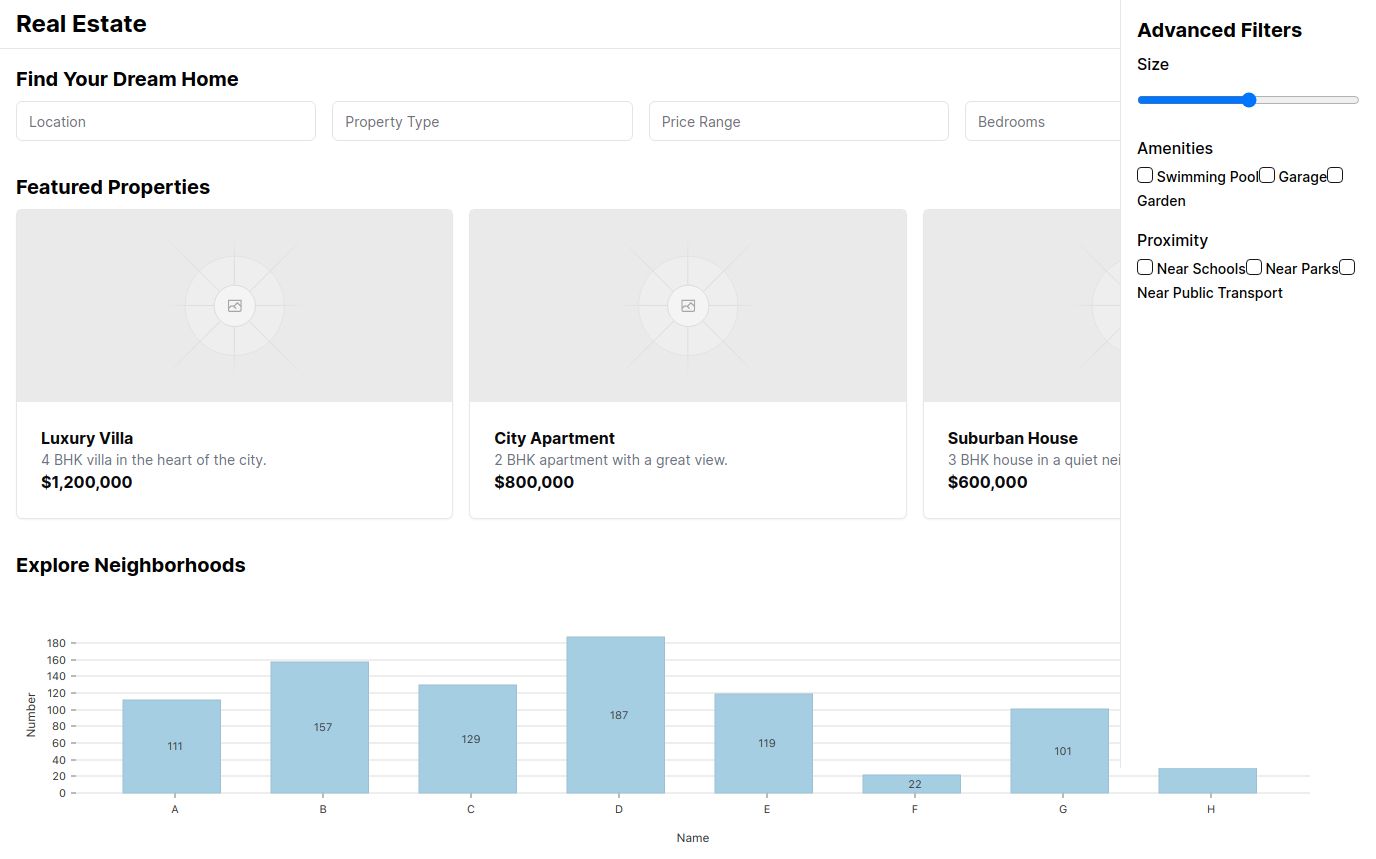 Real Estate
Find Your Dream Home
Location
Property Type
Price Range
Bedrooms
Featured Properties
Luxury Villa
4 BHK villa in the heart of the city.
$1,200,000
City Apartment
2 BHK apartment with a great view.
$800,000
Suburban House
3 BHK house in a quiet
$600,000
Explore Neighborhoods
180
160
140
120
100
80
60
40
20
0
Number
111
157
129
187
119
22
101
A
B
C
D
E
F
G
H
Name
Advanced Filters
Size
Amenities
Swimming Pool Garage
Garden
Proximity
Near Schools Near Parks
Near Public Transport